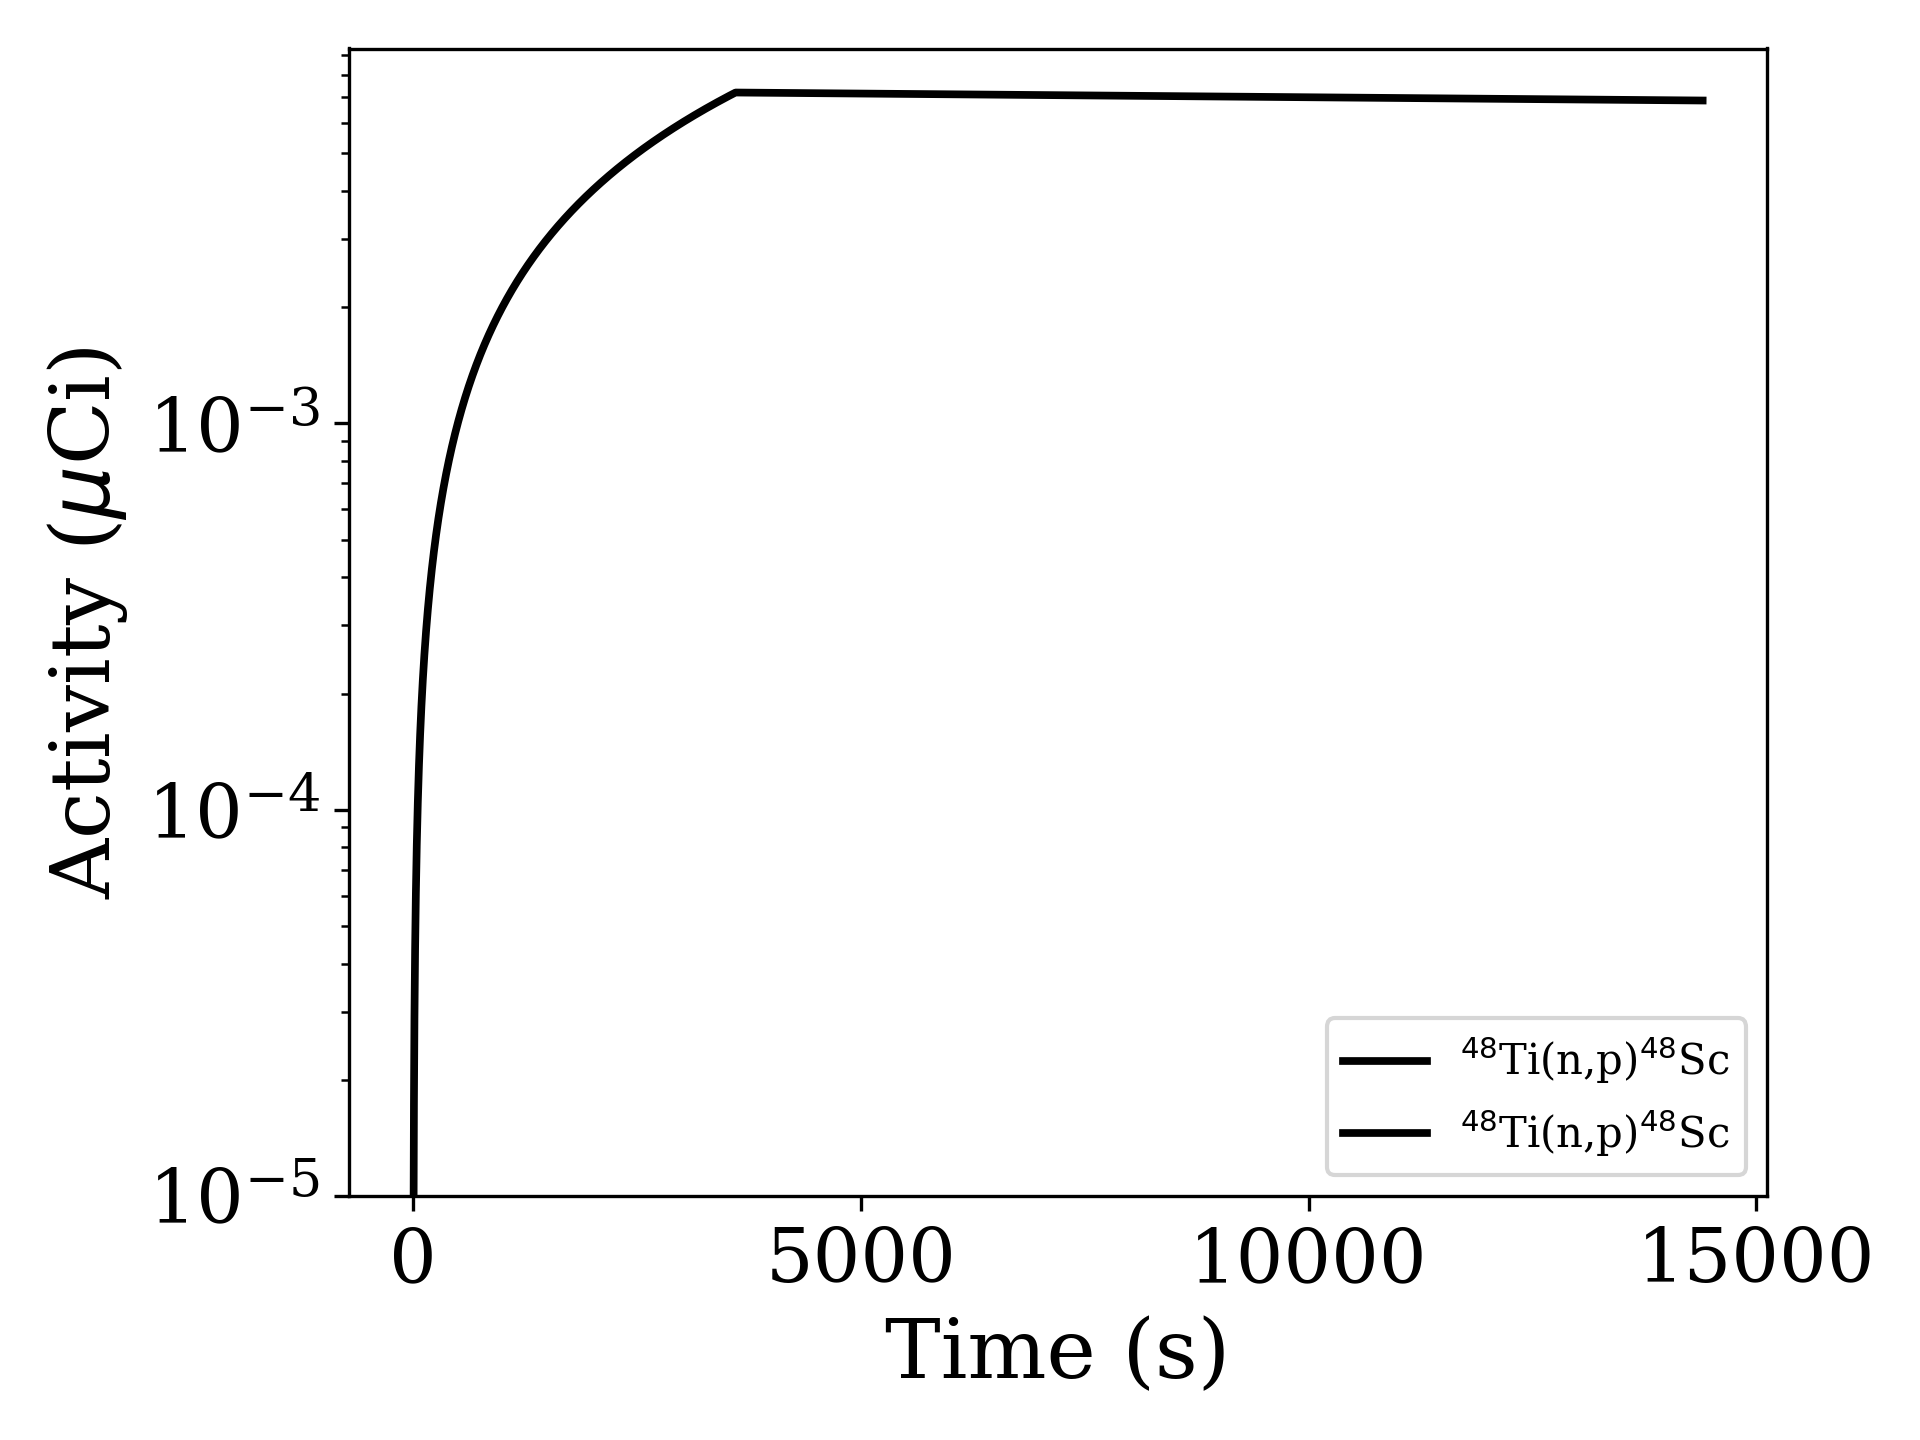 Activity (μCi)
10⁻³
10⁻⁴
10⁻⁵
0 5000 10000 15000
Time (s)
⁴⁸Ti(n,p)⁴⁸Sc
⁴⁸Ti(n,p)⁴⁸Sc